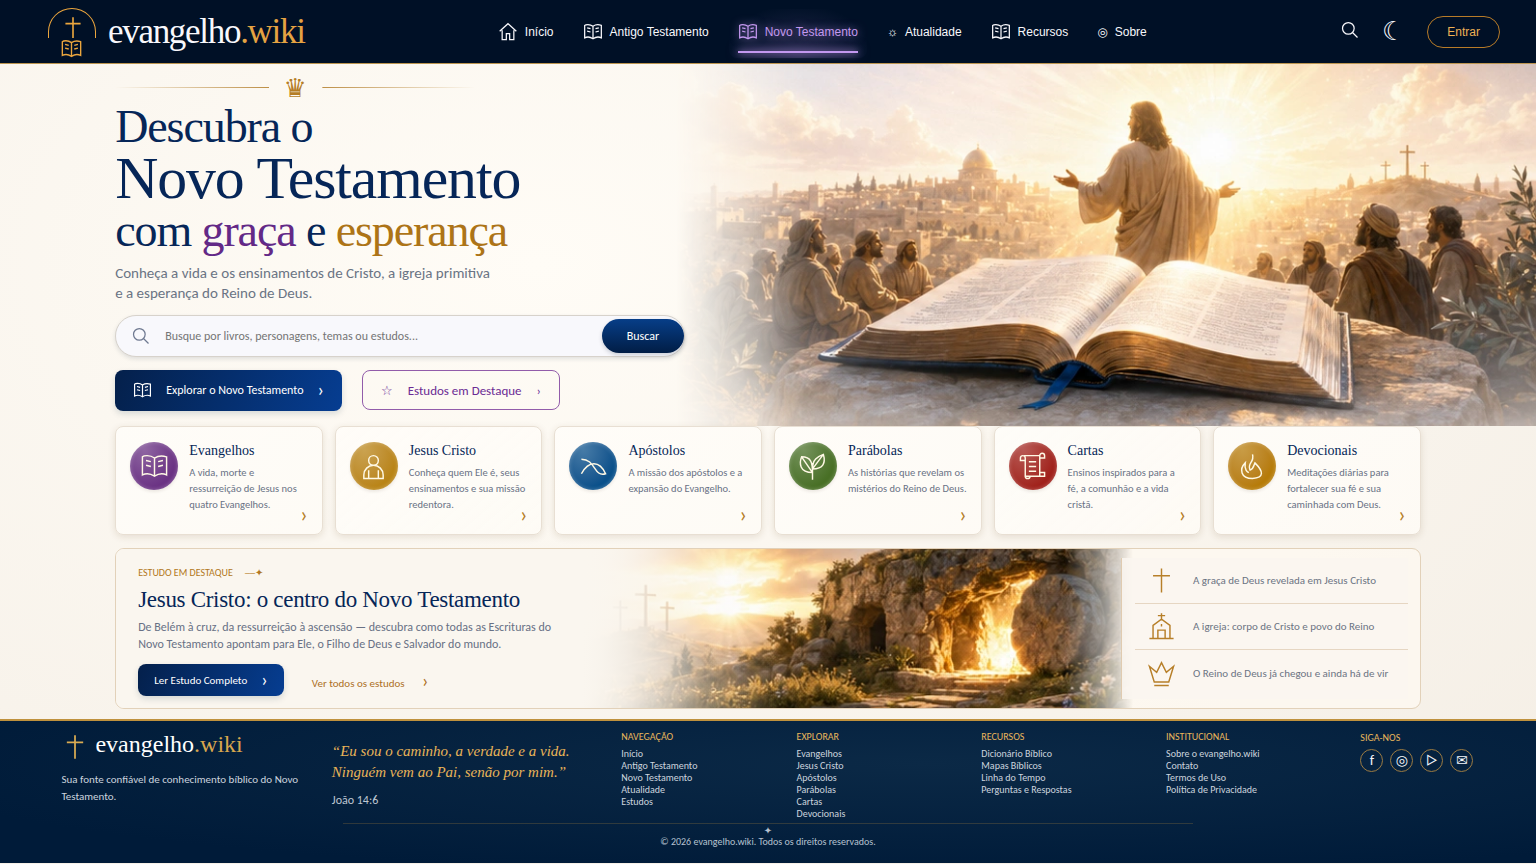 evangelho.wiki
Início
Antigo Testamento
Novo Testamento
Atualidade
Recursos
Sobre
Entrar
Descubra o
Novo Testamento
com graça e esperança
Conheça a vida e os ensinamentos de Cristo, a igreja primitiva
e a esperança do Reino de Deus.
Busque por livros, personagens, temas ou estudos...
Buscar
Explorar o Novo Testamento ›
☆ Estudos em Destaque ›
Evangelhos
A vida, morte e
ressurreição de Jesus nos
quatro Evangelhos.
›
Jesus Cristo
Conheça quem Ele é, seus
ensinamentos e sua missão
redentora.
›
Apóstolos
A missão dos apóstolos e a
expansão do Evangelho.
›
Parábolas
As histórias que revelam os
mistérios do Reino de Deus.
›
Cartas
Ensinos inspirados para a
fé, a comunhão e a vida
cristã.
›
Devocionais
Meditações diárias para
fortalecer sua fé e sua
caminhada com Deus.
›
ESTUDO EM DESTAQUE —✦
Jesus Cristo: o centro do Novo Testamento
De Belém à cruz, da ressurreição à ascensão — descubra como todas as Escrituras do
Novo Testamento apontam para Ele, o Filho de Deus e Salvador do mundo.
Ler Estudo Completo ›
Ver todos os estudos ›
A graça de Deus revelada em Jesus Cristo
A igreja: corpo de Cristo e povo do Reino
O Reino de Deus já chegou e ainda há de vir
evangelho.wiki
Sua fonte confiável de conhecimento bíblico do Novo
Testamento.
“Eu sou o caminho, a verdade e a vida.
Ninguém vem ao Pai, senão por mim.”
João 14:6
NAVEGAÇÃO
Início
Antigo Testamento
Novo Testamento
Atualidade
Estudos
EXPLORAR
Evangelhos
Jesus Cristo
Apóstolos
Parábolas
Cartas
Devocionais
RECURSOS
Dicionário Bíblico
Mapas Bíblicos
Linha do Tempo
Perguntas e Respostas
INSTITUCIONAL
Sobre o evangelho.wiki
Contato
Termos de Uso
Política de Privacidade
SIGA-NOS
f
© 2026 evangelho.wiki. Todos os direitos reservados.